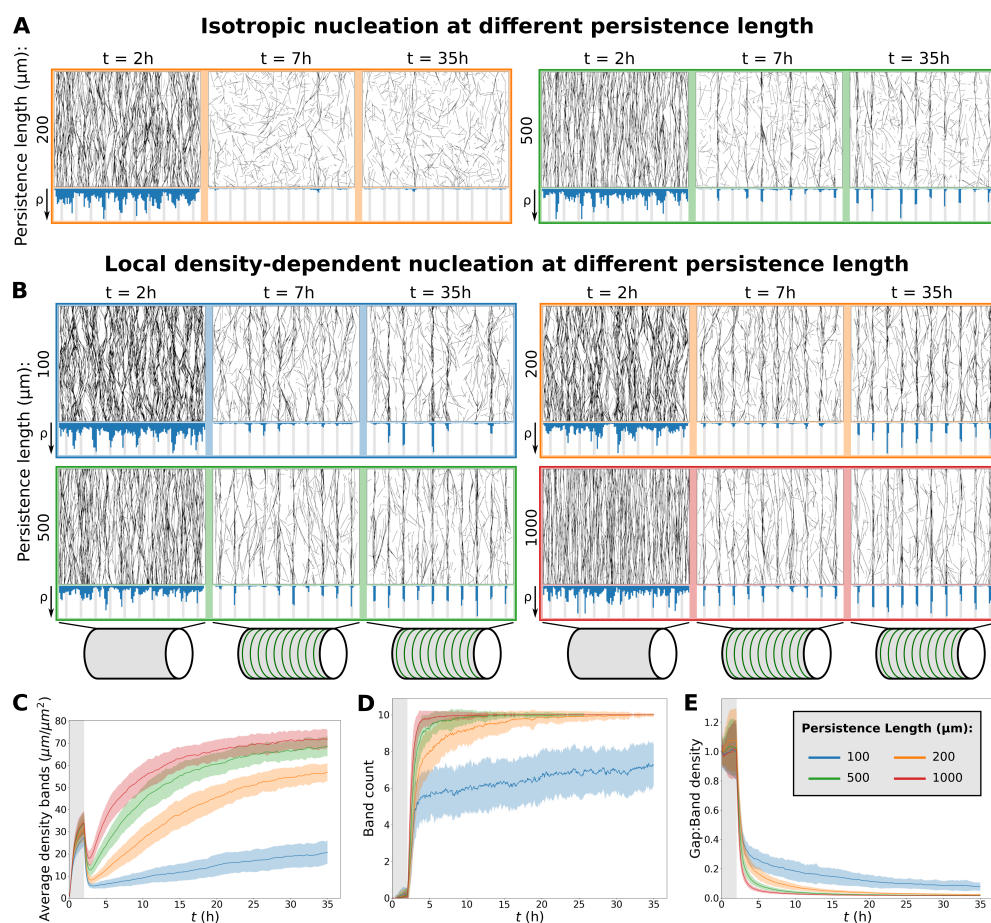 A Isotropic nucleation at different persistence length
t = 2h t = 7h t = 35h t = 2h t = 7h t = 35h
Persistence length (μm):
200
500
ρ
ρ
Local density-dependent nucleation at different persistence length
B
t = 2h t = 7h t = 35h t = 2h t = 7h t = 35h
Persistence length (μm):
100
200
ρ
ρ
500
1000
ρ
ρ
C
Average density bands (μm/μm²)
80
70
60
50
40
30
20
10
0
0 5 10 15 20 25 30 35
t (h)
D
Band count
10
8
6
4
2
0
0 5 10 15 20 25 30 35
t (h)
E
Gap:Band density
1.2
1.0
0.8
0.6
0.4
0.2
0.0
0 5 10 15 20 25 30 35
t (h)
Persistence Length (μm):
100 200
500 1000